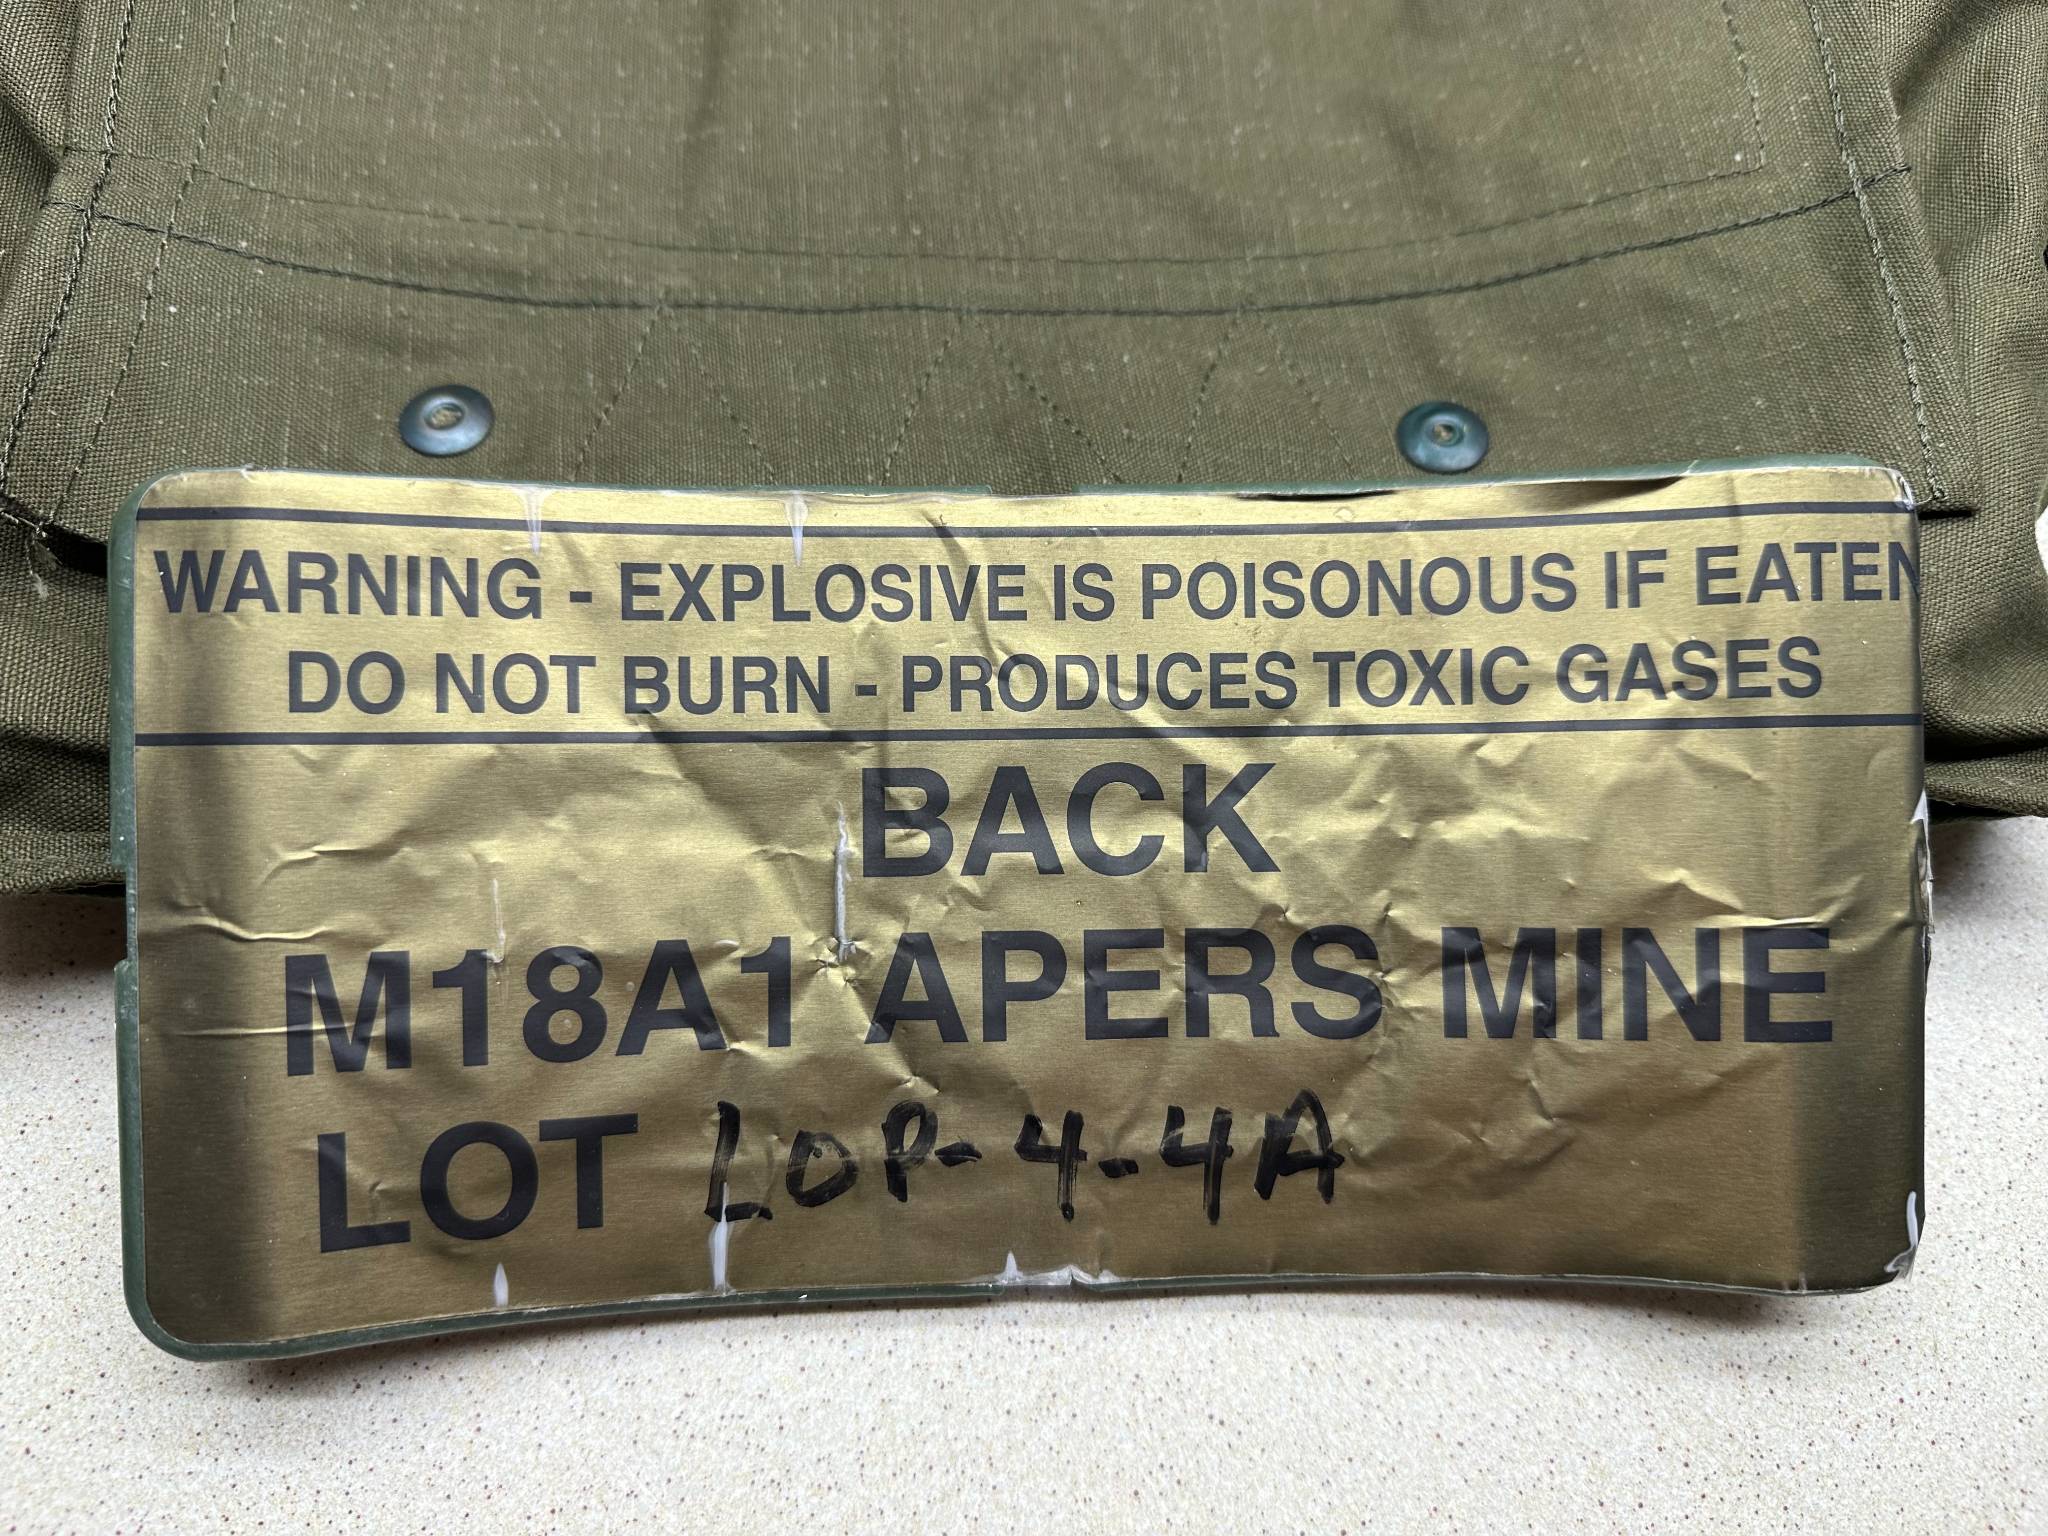 WARNING - EXPLOSIVE IS POISONOUS IF EATEN
DO NOT BURN - PRODUCES TOXIC GASES
BACK
M18A1 APERS MINE
LOT LOP-4-4A